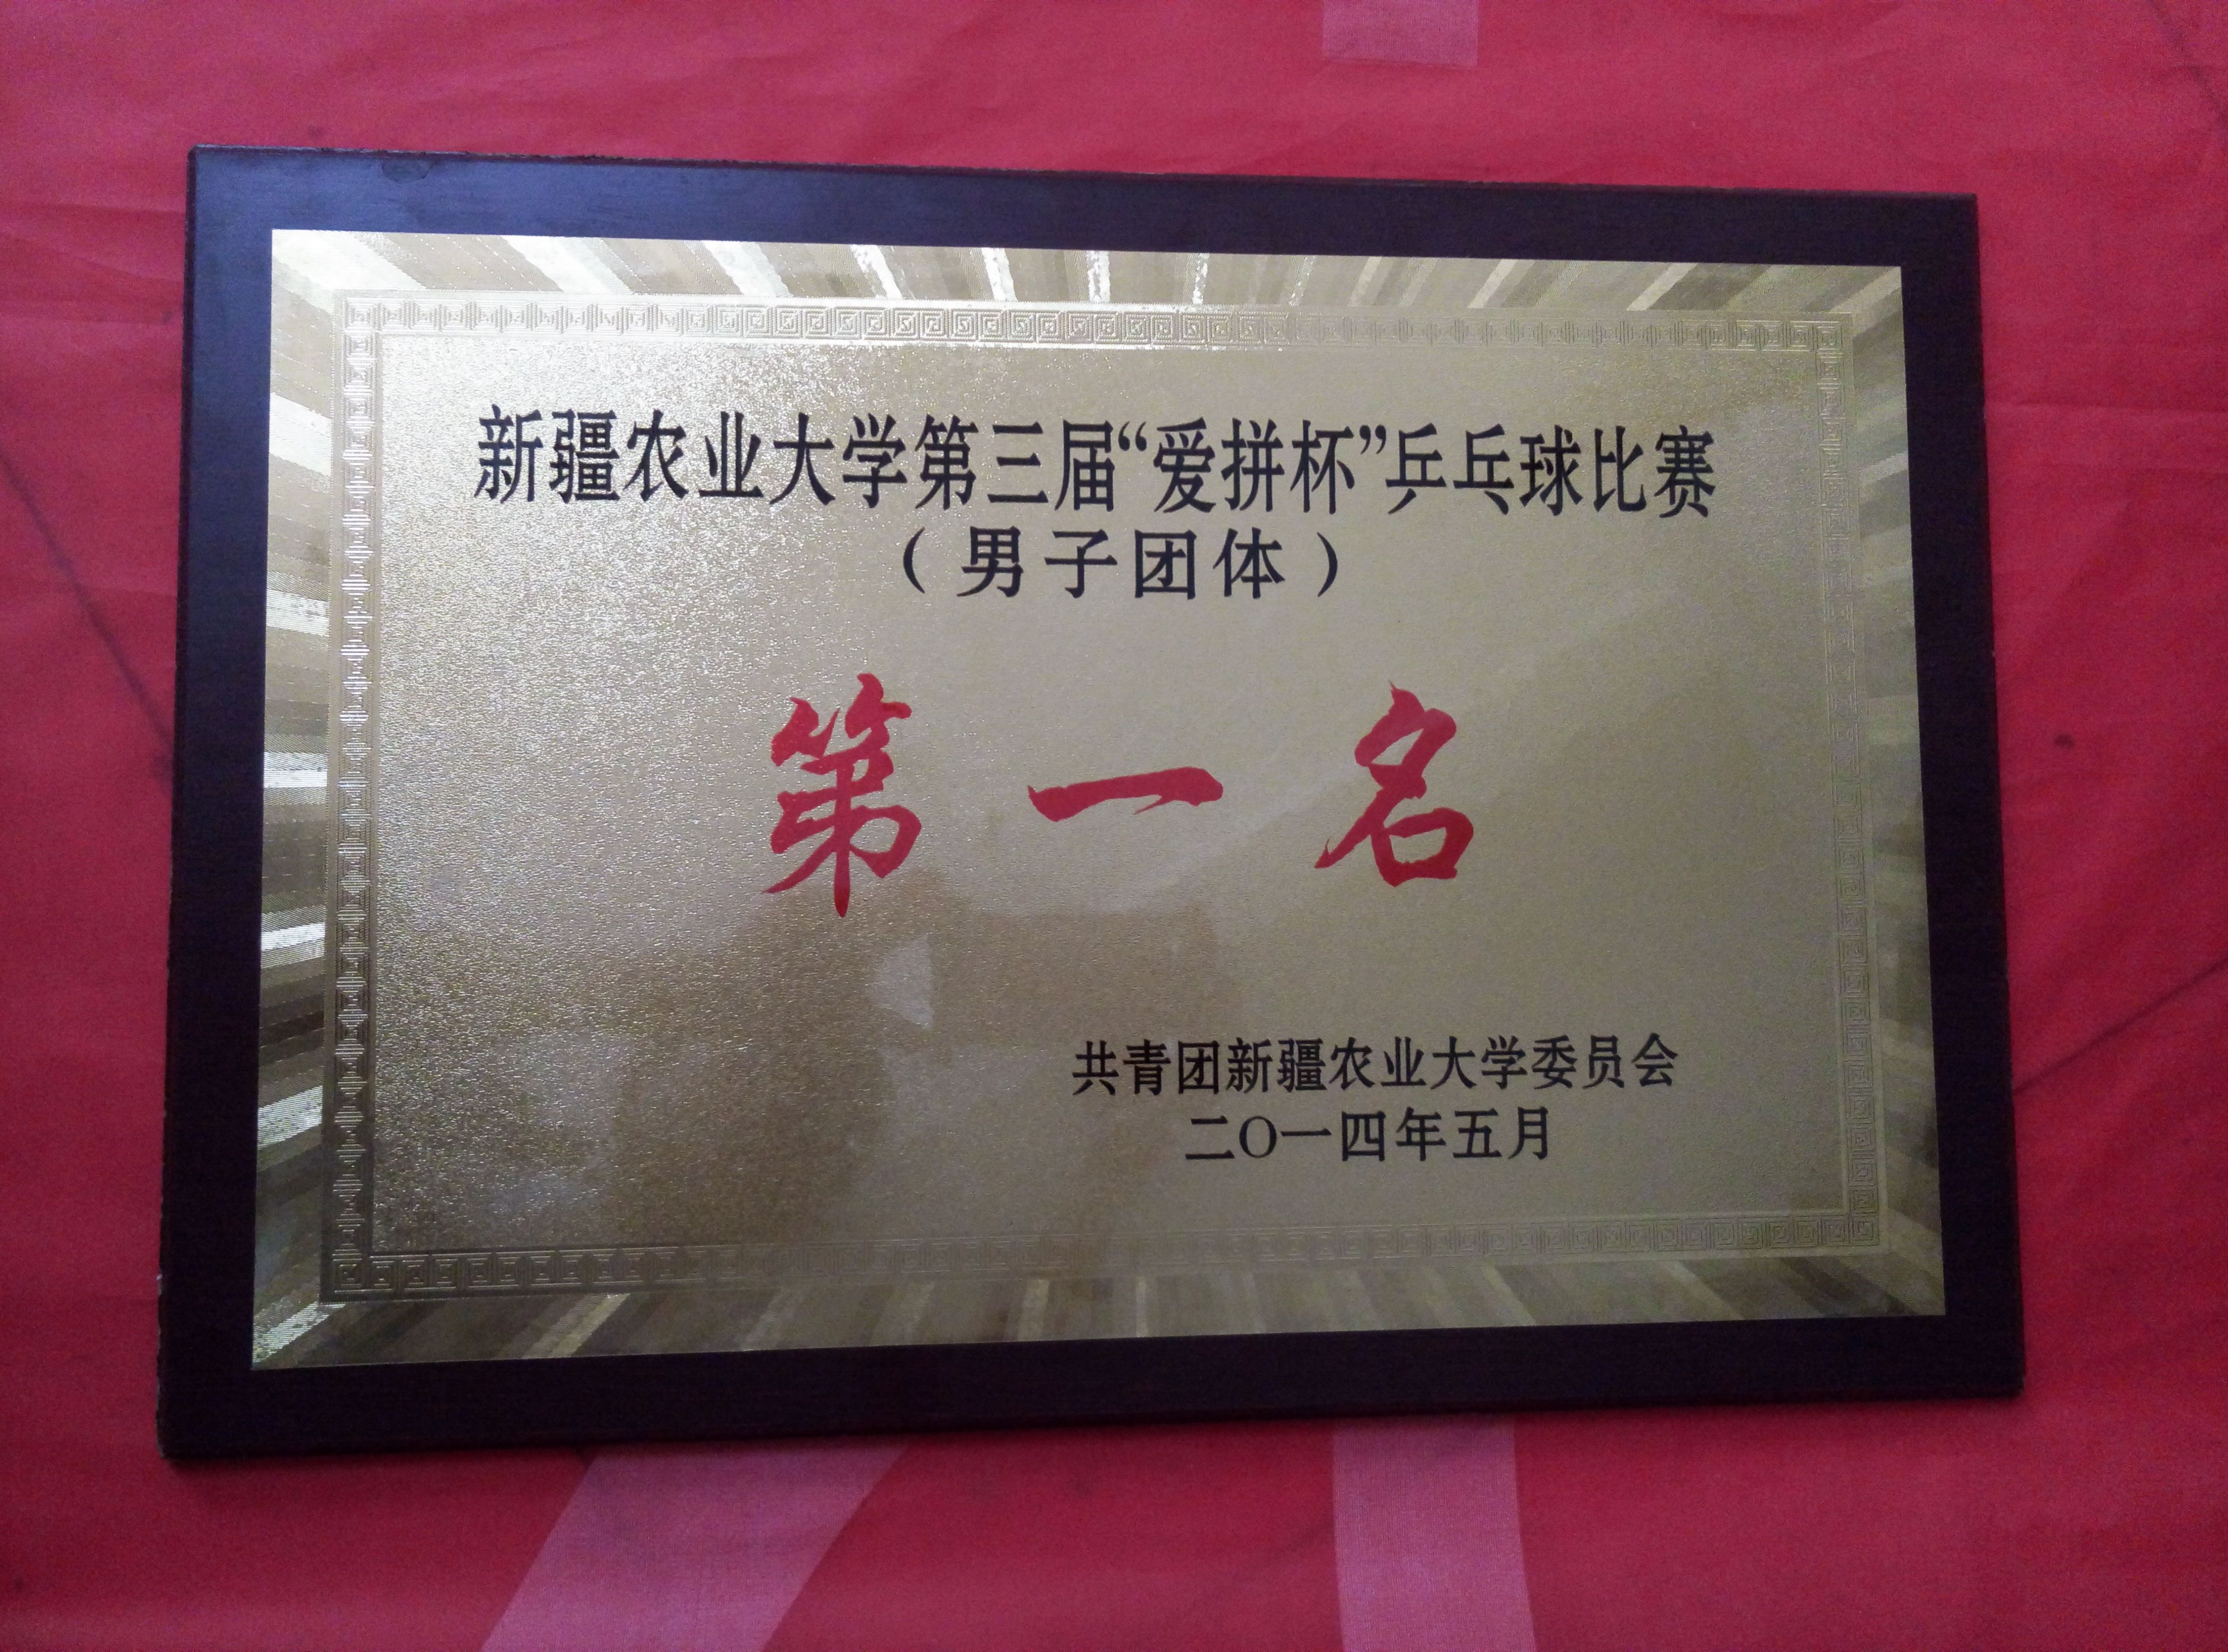 新疆农业大学第三届“爱拼杯”乒乓球比赛
（男子团体）
第一名
共青团新疆农业大学委员会
二〇一四年五月